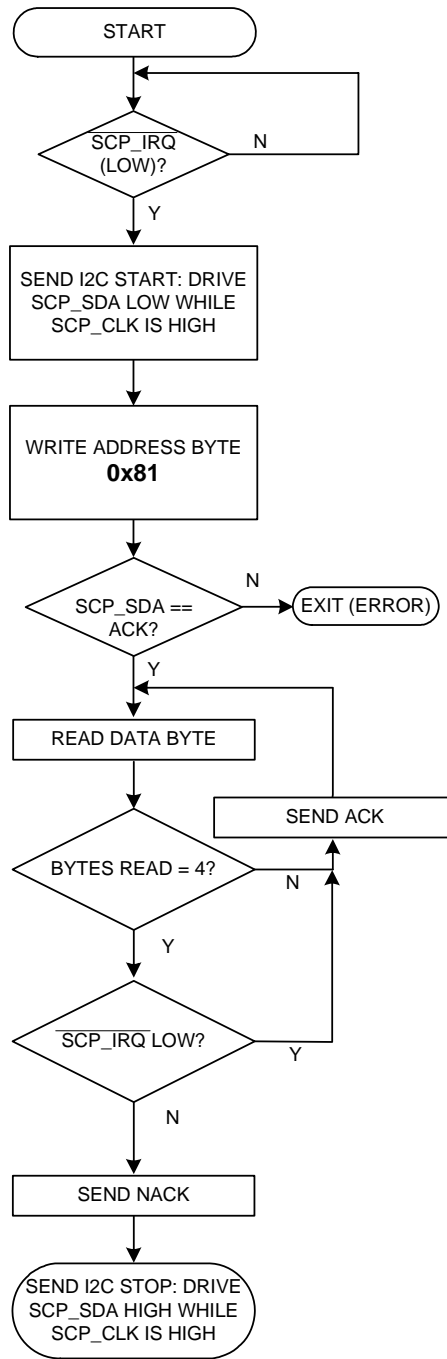 START
SCP_IRQ
(LOW)?
N
Y
SEND I2C START: DRIVE
SCP_SDA LOW WHILE
SCP_CLK IS HIGH
WRITE ADDRESS BYTE
0x81
N
SCP_SDA ==
ACK?
EXIT (ERROR)
Y
READ DATA BYTE
SEND ACK
BYTES READ = 4?
N
Y
SCP_IRQ LOW?
Y
N
SEND NACK
SEND I2C STOP: DRIVE
SCP_SDA HIGH WHILE
SCP_CLK IS HIGH